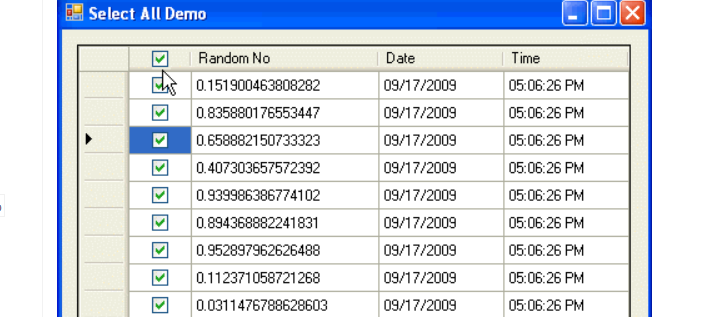 Select All Demo
Random No Date Time
0.151900463808282 09/17/2009 05:06:26 PM
0.835880176553447 09/17/2009 05:06:26 PM
0.658882150733323 09/17/2009 05:06:26 PM
0.407303657572392 09/17/2009 05:06:26 PM
0.939986386774102 09/17/2009 05:06:26 PM
0.894368882241831 09/17/2009 05:06:26 PM
0.952897962626488 09/17/2009 05:06:26 PM
0.112371058721268 09/17/2009 05:06:26 PM
0.0311476788628603 09/17/2009 05:06:26 PM